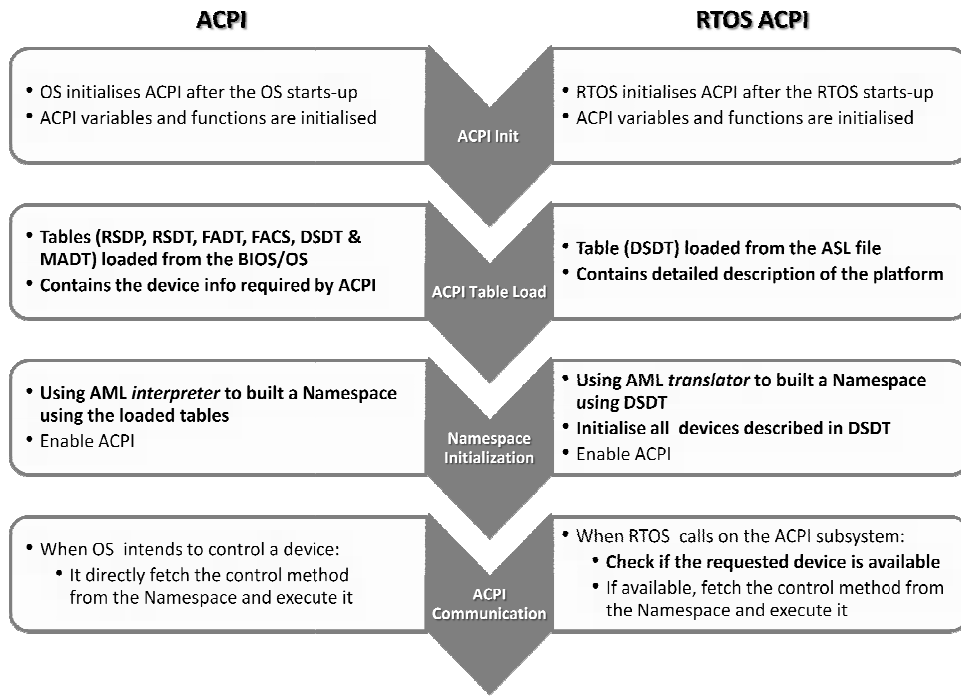 ACPI
RTOS ACPI
• OS initialises ACPI after the OS starts-up
• ACPI variables and functions are initialised
ACPI Init
• RTOS initialises ACPI after the RTOS starts-up
• ACPI variables and functions are initialised
• Tables (RSDP, RSDT, FADT, FACS, DSDT &
MADT) loaded from the BIOS/OS
• Contains the device info required by ACPI
ACPI Table Load
• Table (DSDT) loaded from the ASL file
• Contains detailed description of the platform
• Using AML interpreter to built a Namespace
using the loaded tables
• Enable ACPI
Namespace
Initialization
• Using AML translator to built a Namespace
using DSDT
• Initialise all devices described in DSDT
• Enable ACPI
• When OS intends to control a device:
• It directly fetch the control method
from the Namespace and execute it
ACPI
Communication
• When RTOS calls on the ACPI subsystem:
• Check if the requested device is available
• If available, fetch the control method from
the Namespace and execute it